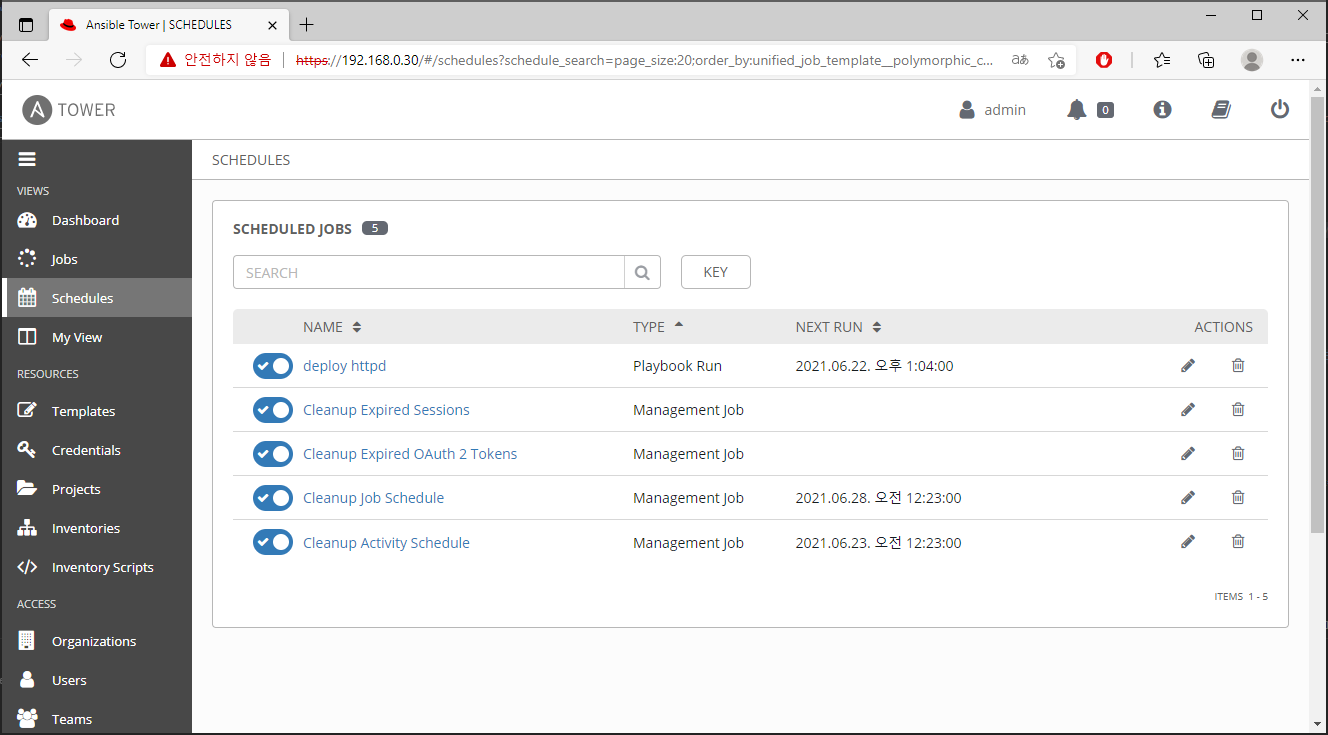 Ansible Tower | SCHEDULES
안전하지 않음 https://192.168.0.30/#/schedules?schedule_search=page_size:20;order_by:unified_job_template__polymorphic_c... aあ
A TOWER admin 0
SCHEDULES
VIEWS
Dashboard
Jobs
Schedules
My View
RESOURCES
Templates
Credentials
Projects
Inventories
Inventory Scripts
ACCESS
Organizations
Users
Teams
SCHEDULED JOBS 5
SEARCH KEY
NAME TYPE NEXT RUN ACTIONS
deploy httpd Playbook Run 2021.06.22. 오후 1:04:00
Cleanup Expired Sessions Management Job
Cleanup Expired OAuth 2 Tokens Management Job
Cleanup Job Schedule Management Job 2021.06.28. 오전 12:23:00
Cleanup Activity Schedule Management Job 2021.06.23. 오전 12:23:00
ITEMS 1 - 5